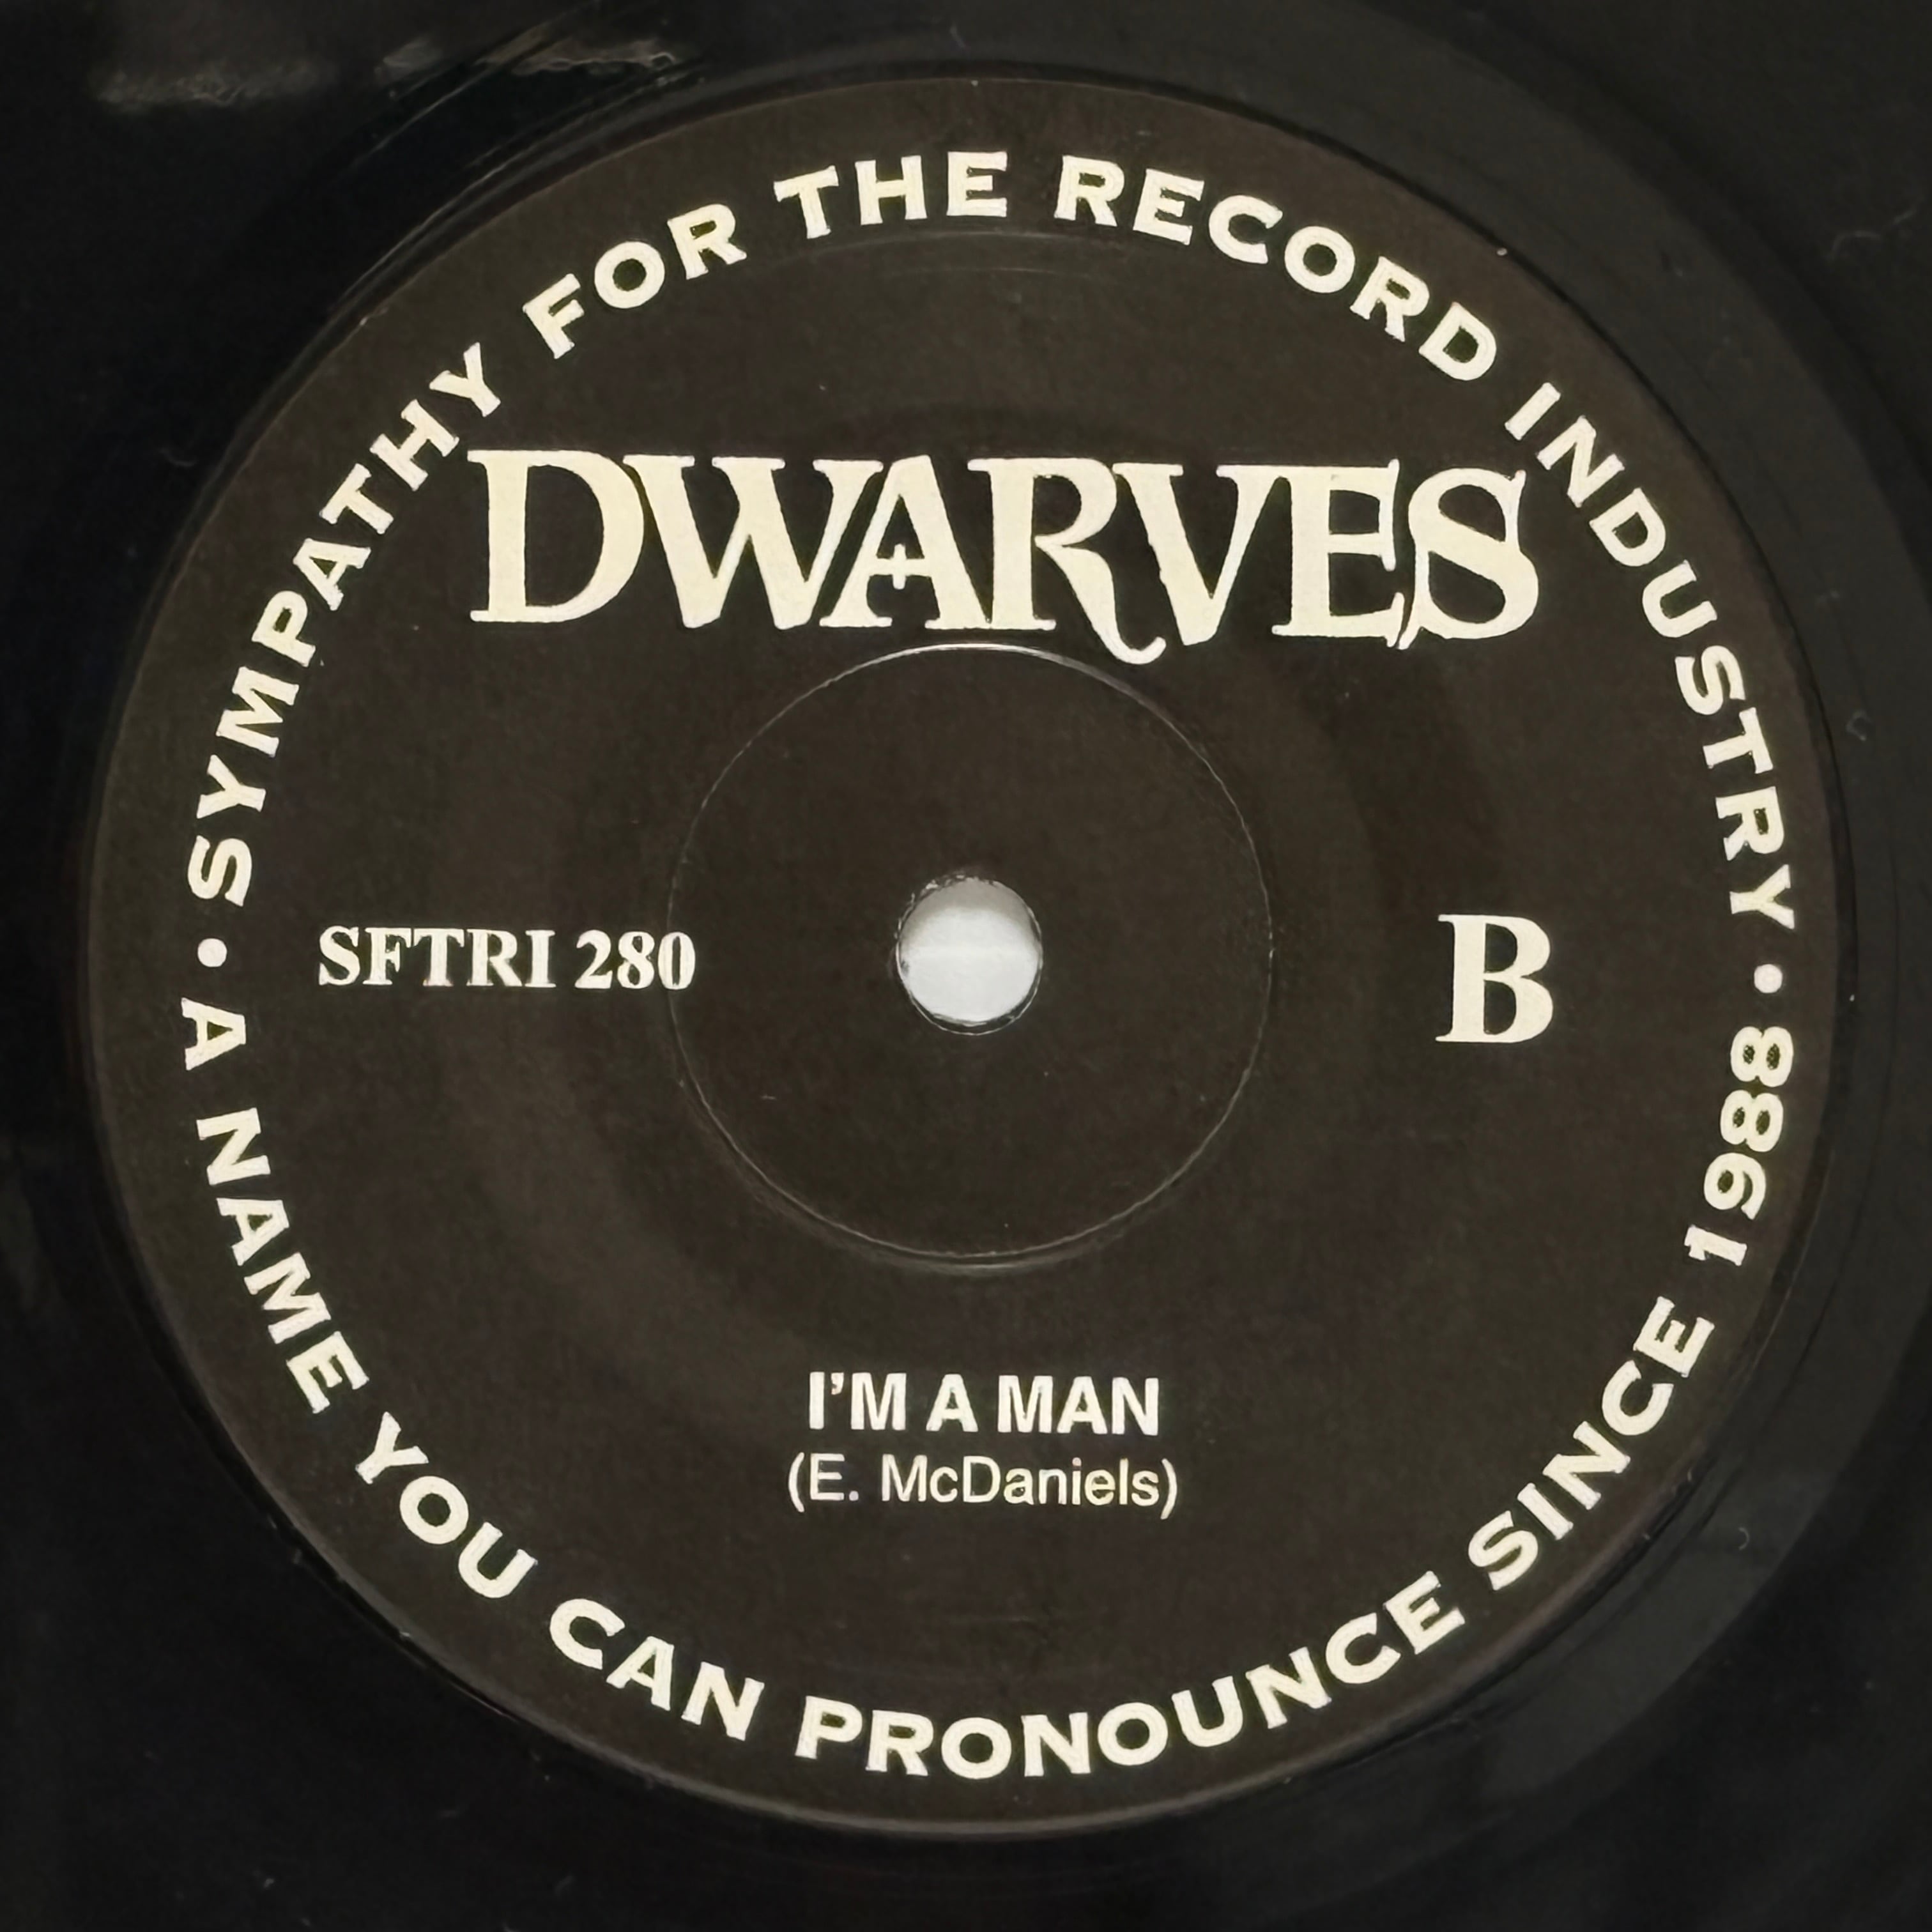 • SYMPATHY FOR THE RECORD INDUSTRY •
DWARVES
SFTRI 280
B
I'M A MAN
(E. McDaniels)
A NAME YOU CAN PRONOUNCE SINCE 1988